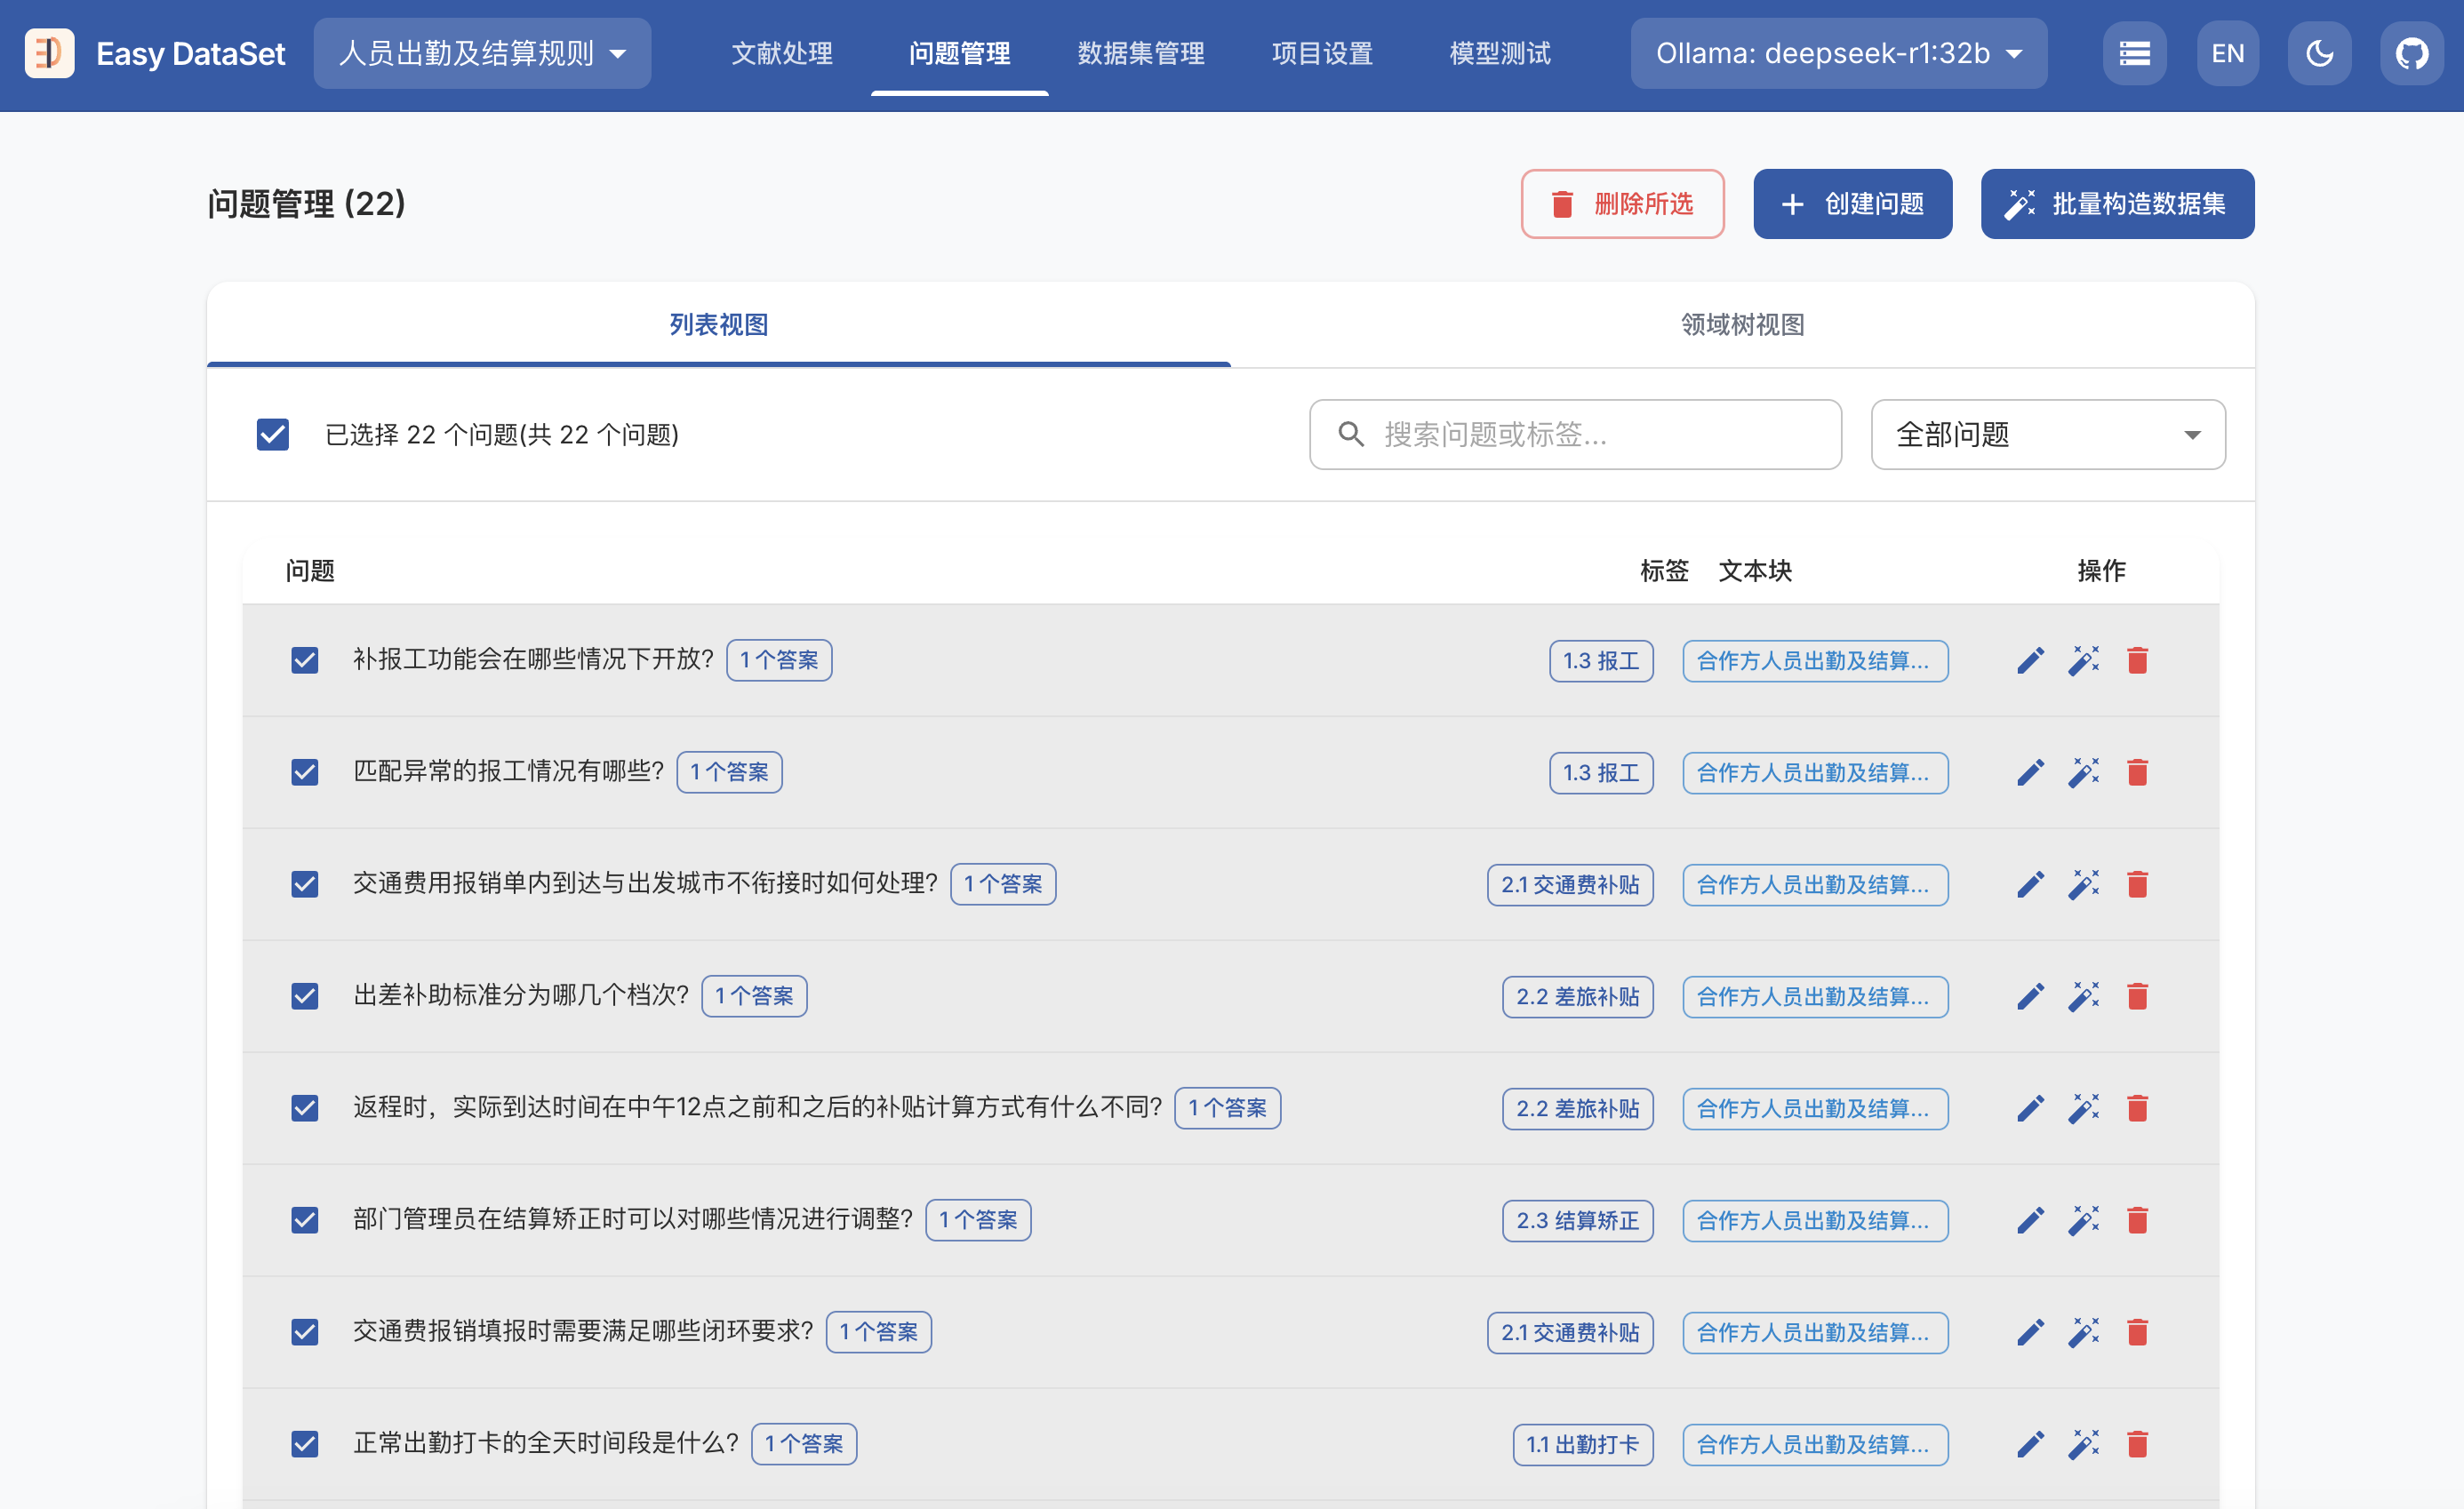 Easy DataSet 人员出勤及结算规则 文献处理 问题管理 数据集管理 项目设置 模型测试 Ollama: deepseek-r1:32b EN
问题管理 (22) 删除所选 创建问题 批量构造数据集
列表视图 领域树视图
已选择 22 个问题(共 22 个问题) 搜索问题或标签... 全部问题
问题 标签 文本块 操作
补报工功能会在哪些情况下开放? 1 个答案 1.3 报工 合作方人员出勤及结算...
匹配异常的报工情况有哪些? 1 个答案 1.3 报工 合作方人员出勤及结算...
交通费用报销单内到达与出发城市不衔接时如何处理? 1 个答案 2.1 交通费补贴 合作方人员出勤及结算...
出差补助标准分为哪几个档次? 1 个答案 2.2 差旅补贴 合作方人员出勤及结算...
返程时，实际到达时间在中午12点之前和之后的补贴计算方式有什么不同? 1 个答案 2.2 差旅补贴 合作方人员出勤及结算...
部门管理员在结算矫正时可以对哪些情况进行调整? 1 个答案 2.3 结算矫正 合作方人员出勤及结算...
交通费报销填报时需要满足哪些闭环要求? 1 个答案 2.1 交通费补贴 合作方人员出勤及结算...
正常出勤打卡的全天时间段是什么? 1 个答案 1.1 出勤打卡 合作方人员出勤及结算...